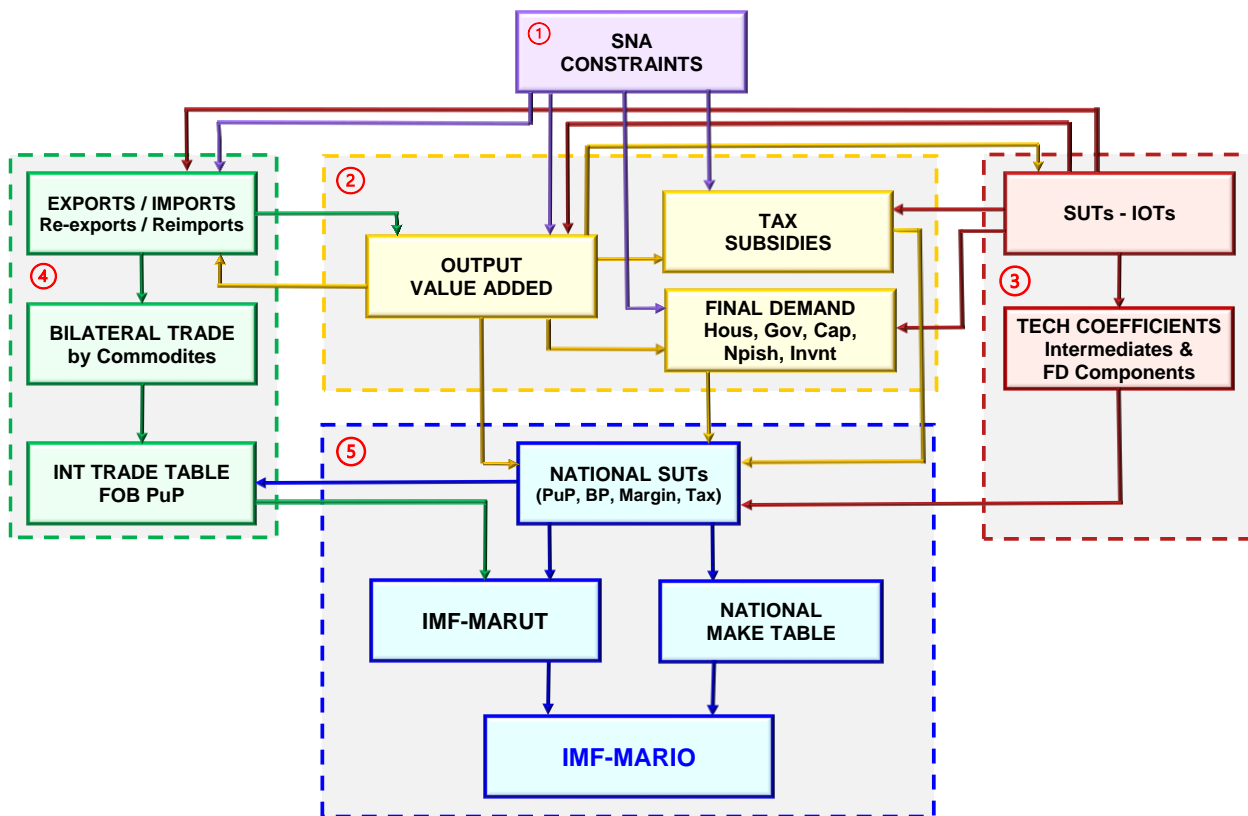 ①
SNA
CONSTRAINTS
②
EXPORTS / IMPORTS
Re-exports / Reimports
TAX
SUBSIDIES
SUTs - IOTs
OUTPUT
VALUE ADDED
④
③
FINAL DEMAND
Hous, Gov, Cap,
Npish, Invnt
BILATERAL TRADE
by Commodites
TECH COEFFICIENTS
Intermediates &
FD Components
⑤
INT TRADE TABLE
FOB PuP
NATIONAL SUTs
(PuP, BP, Margin, Tax)
IMF-MARUT
NATIONAL
MAKE TABLE
IMF-MARIO